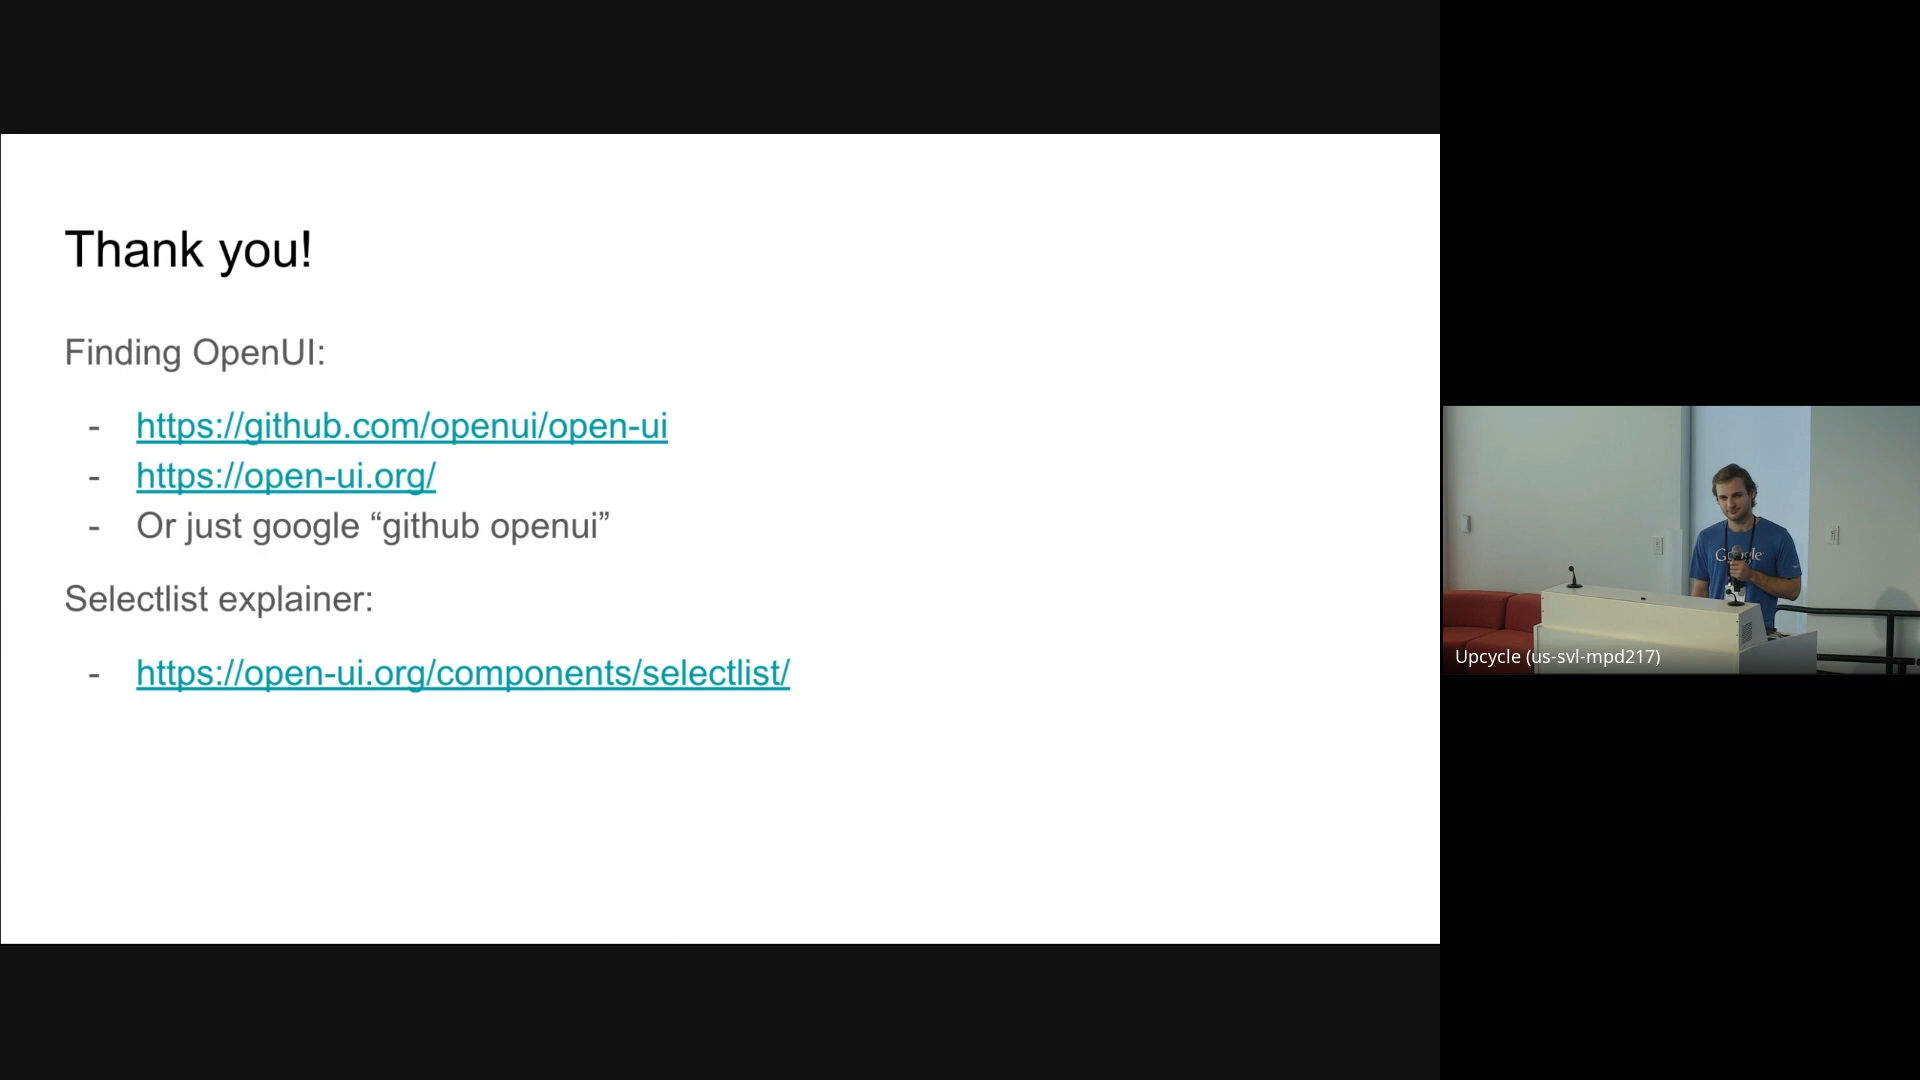 Thank you!
Finding OpenUI:
- https://github.com/openui/open-ui
- https://open-ui.org/
- Or just google “github openui”
Selectlist explainer:
- https://open-ui.org/components/selectlist/
Google
Upcycle (us-svl-mpd217)